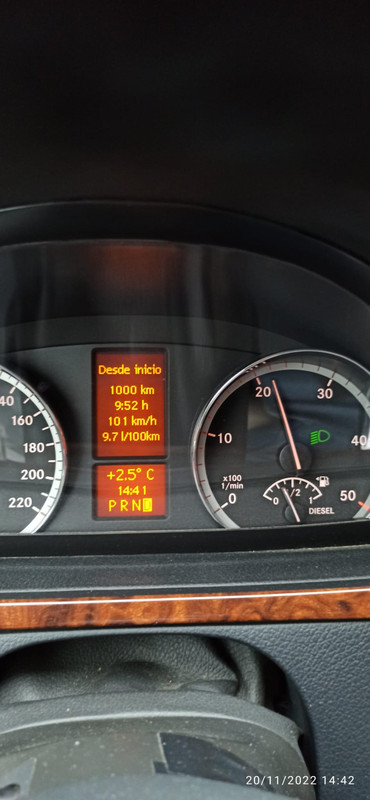 Desde inicio
1000 km
9:52 h
101 km/h
9.7 l/100km
+2.5° C
14:41
P R N D
40
160
180
200
220
0
10
20
30
40
50
x100
1/min
0
1/2
1
DIESEL
20/11/2022 14:42